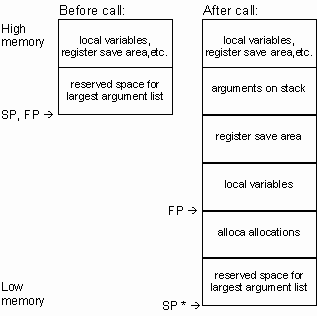 Before call:
After call:
High
memory
local variables,
register save area,etc.
reserved space for
largest argument list
SP, FP →
local variables,
register save area,etc.
arguments on stack
register save area
local variables
FP →
alloca allocations
reserved space for
largest argument list
Low
memory
SP * →